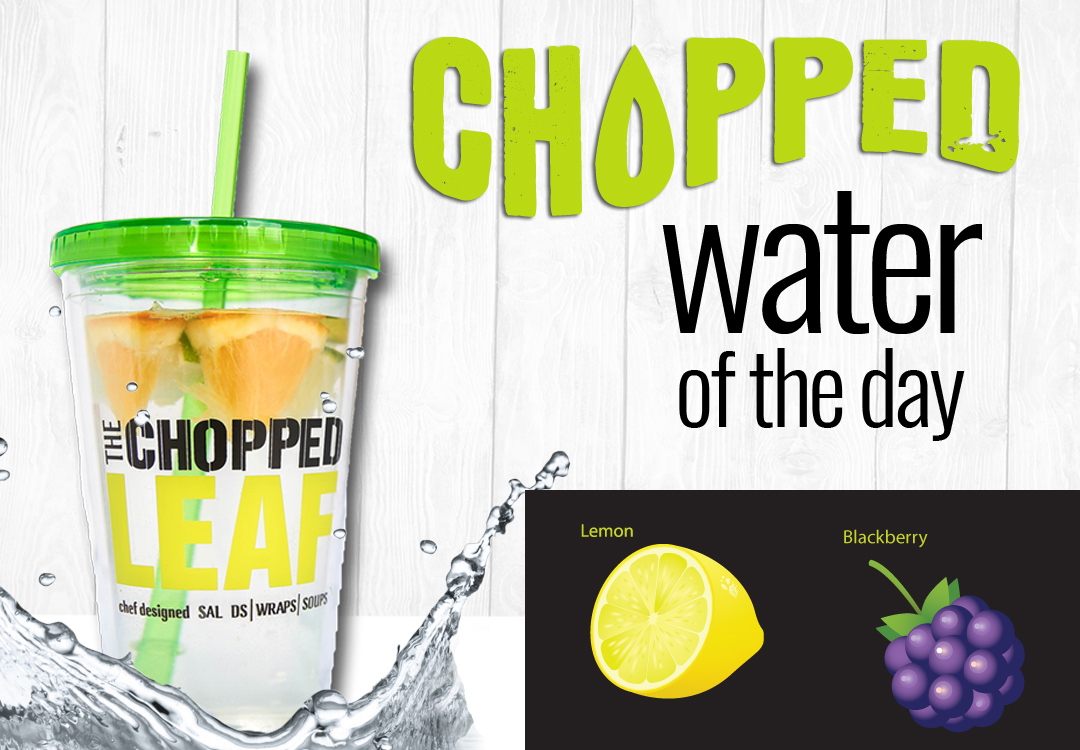 CHOPPED
water
of the day
THE CHOPPED
LEAF
chef designed SAL DS|WRAPS|SOUPS
Lemon
Blackberry